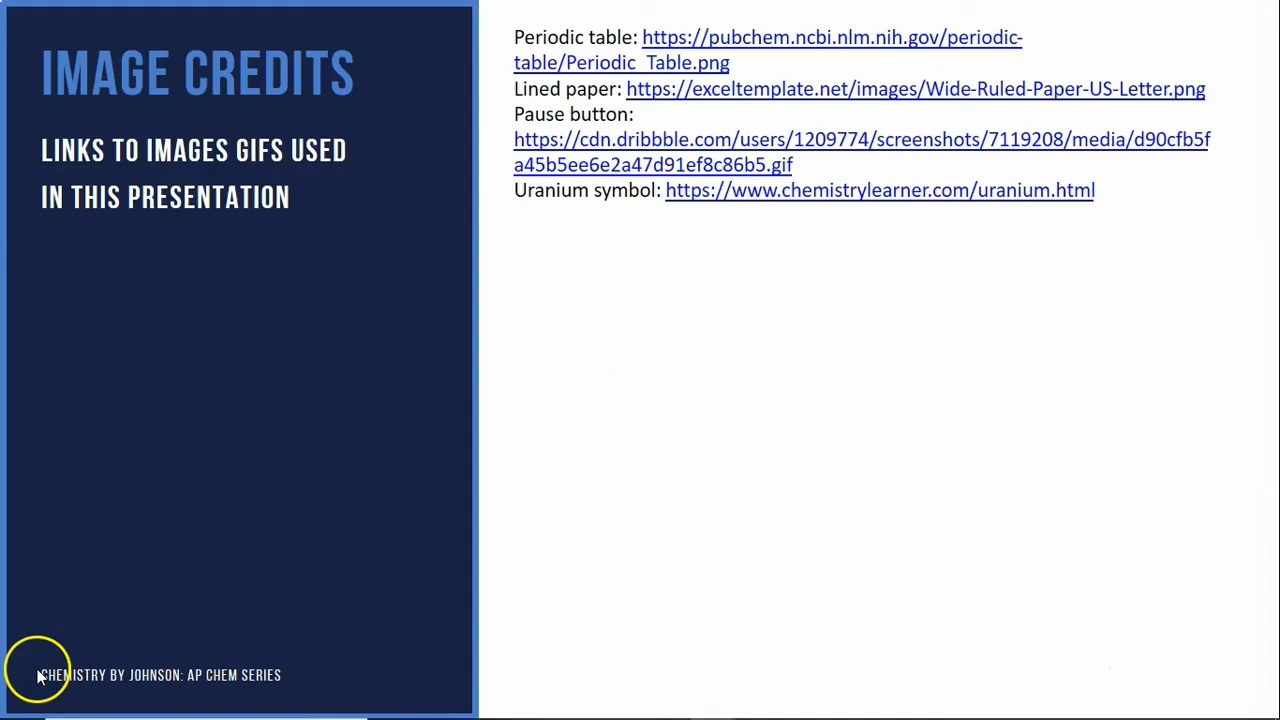 IMAGE CREDITS
LINKS TO IMAGES GIFS USED
IN THIS PRESENTATION
CHEMISTRY BY JOHNSON: AP CHEM SERIES
Periodic table: https://pubchem.ncbi.nlm.nih.gov/periodic-
table/Periodic_Table.png
Lined paper: https://exceltemplate.net/images/Wide-Ruled-Paper-US-Letter.png
Pause button:
https://cdn.dribbble.com/users/1209774/screenshots/7119208/media/d90cfb5f
a45b5ee6e2a47d91ef8c86b5.gif
Uranium symbol: https://www.chemistrylearner.com/uranium.html